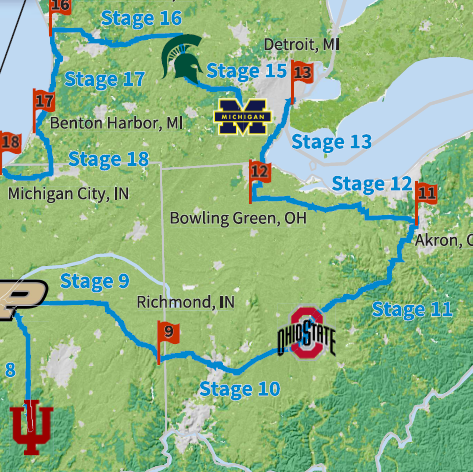 16
Stage 16
Detroit, MI
Stage 15
13
Stage 17
17
MICHIGAN
Benton Harbor, MI
Stage 13
18
Stage 18
12
Stage 12
11
Michigan City, IN
Bowling Green, OH
Akron, O
Stage 9
Richmond, IN
P
Stage 11
9
OHIO STATE
8
Stage 10